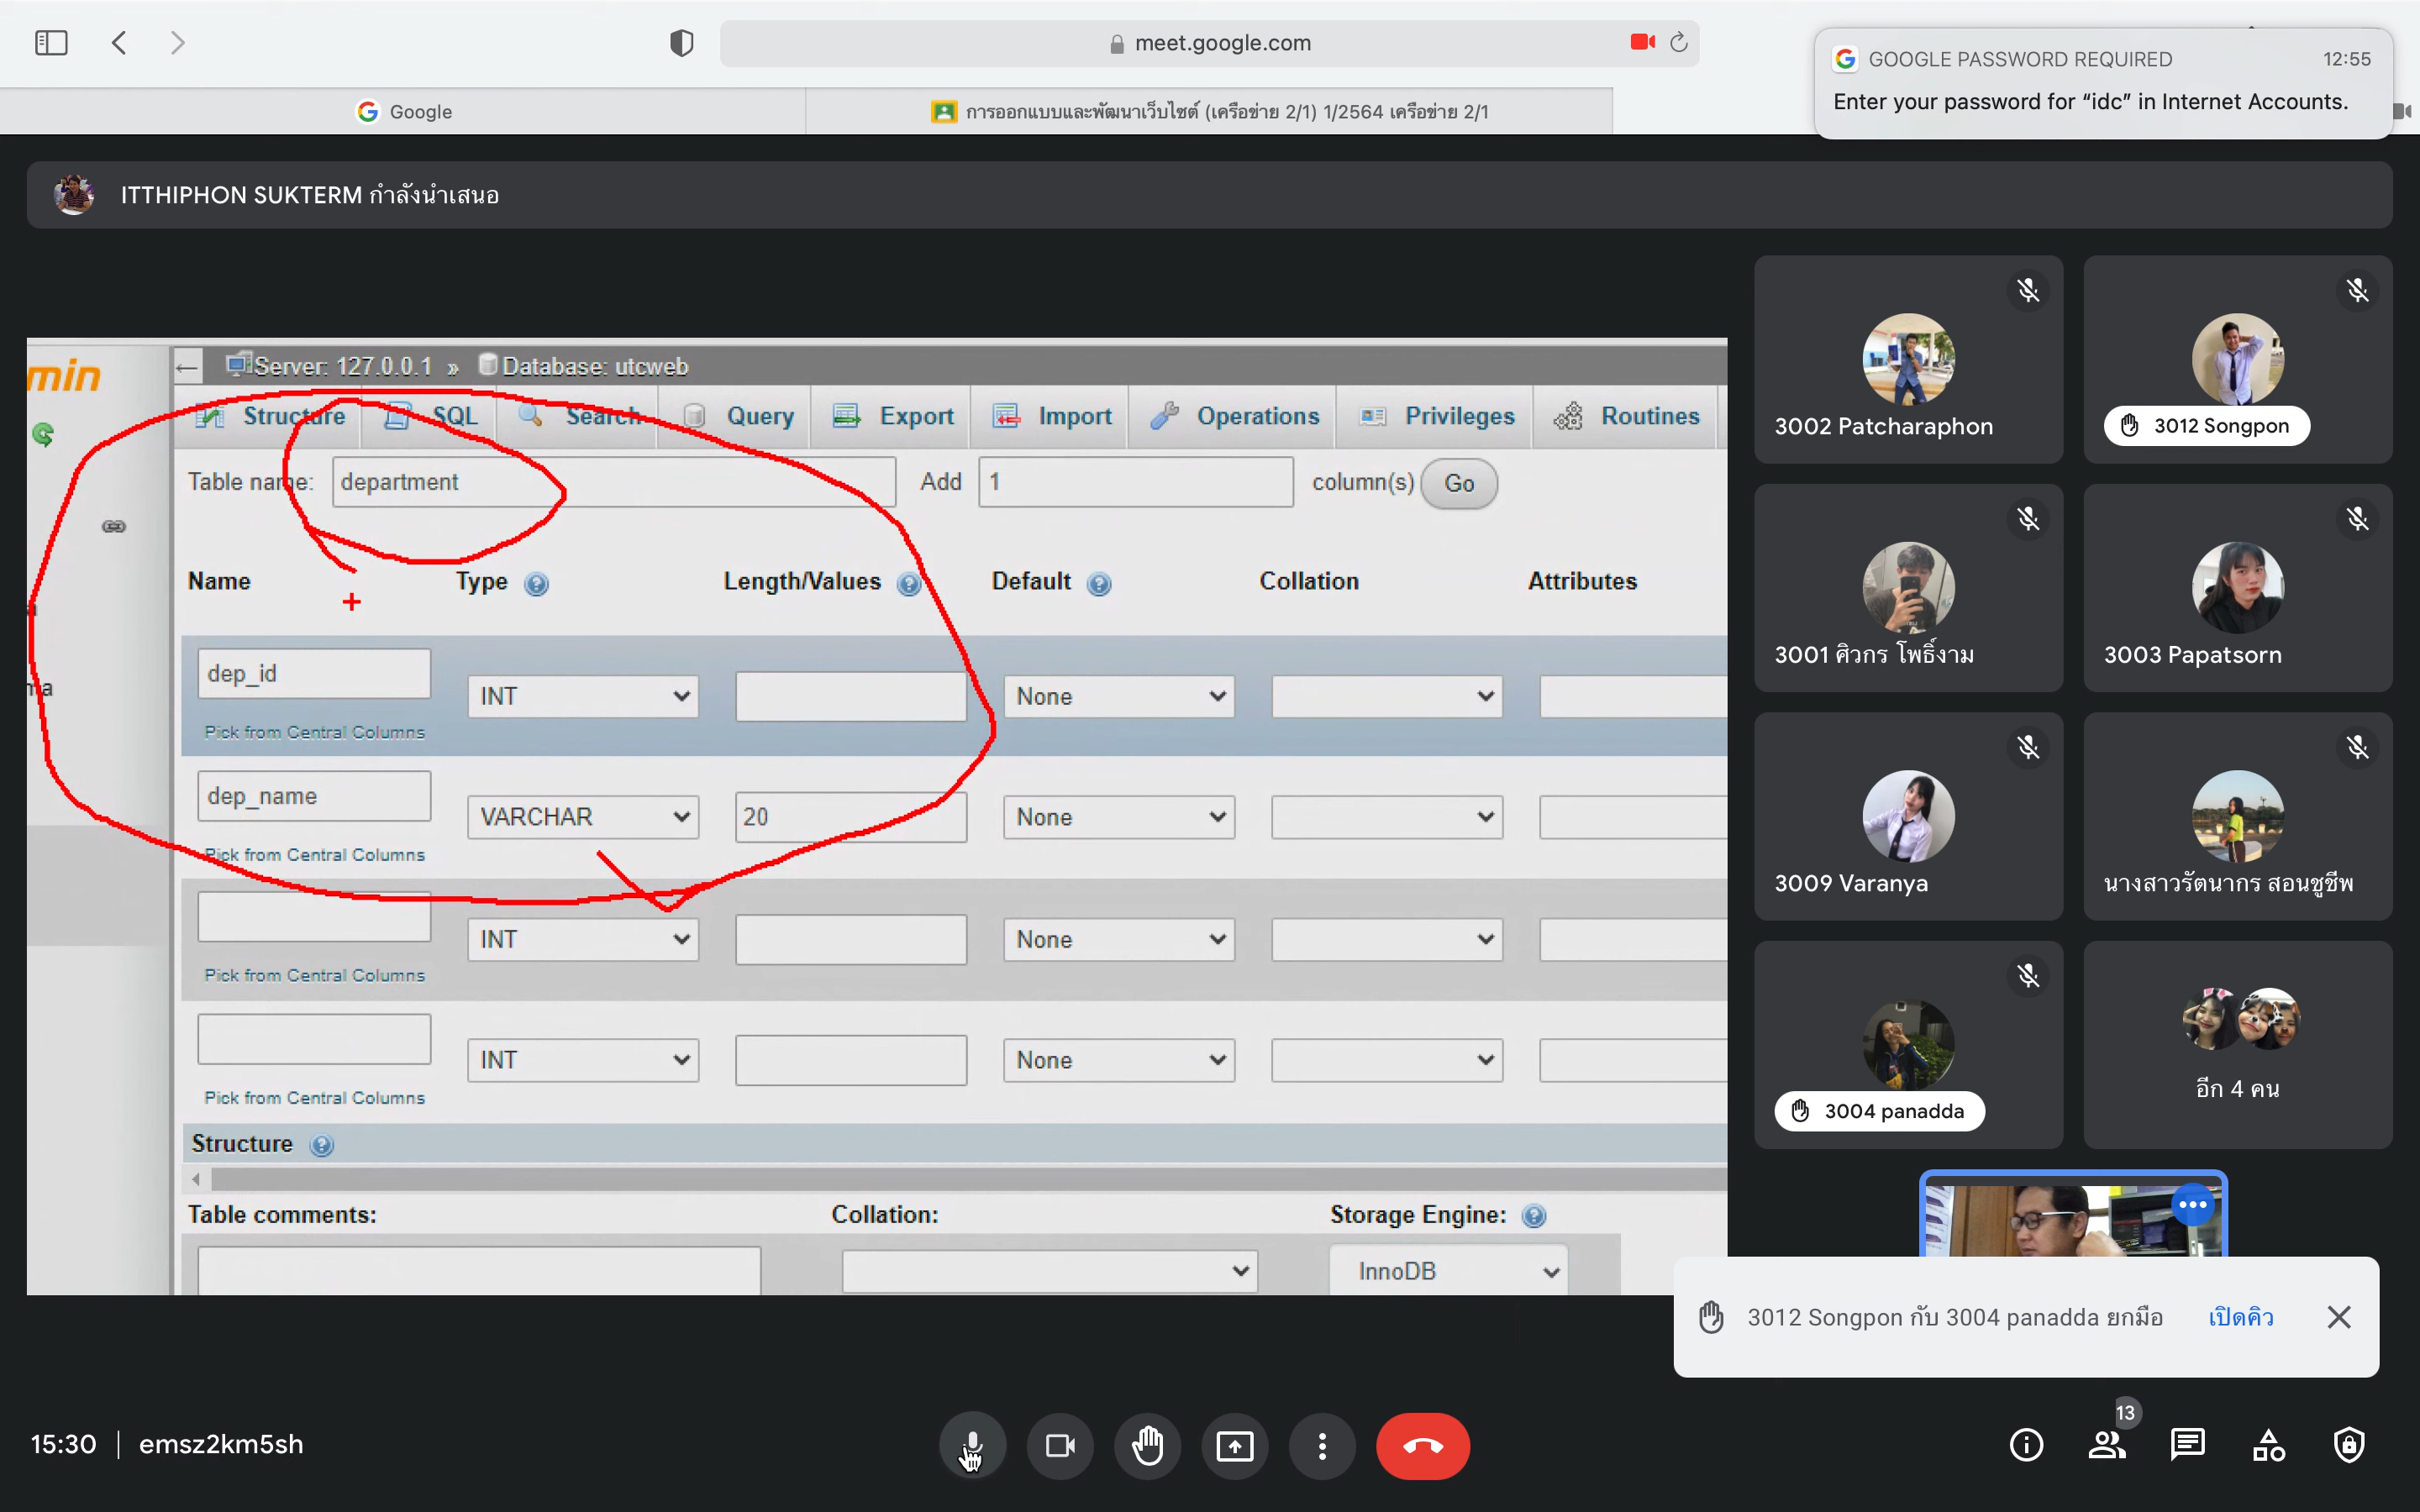 meet.google.com
GOOGLE PASSWORD REQUIRED 12:55
Enter your password for “idc” in Internet Accounts.
Google
การออกแบบและพัฒนาเว็บไซต์ (เครือข่าย 2/1) 1/2564 เครือข่าย 2/1
ITTHIPHON SUKTERM กำลังนำเสนอ
min
Server: 127.0.0.1 » Database: utcweb
Structure SQL Search Query Export Import Operations Privileges Routines
Table name: department Add 1 column(s) Go
Name Type Length/Values Default Collation Attributes
dep_id INT None
Pick from Central Columns
dep_name VARCHAR 20 None
Pick from Central Columns
INT None
Pick from Central Columns
INT None
Pick from Central Columns
Structure
Table comments: Collation: Storage Engine:
InnoDB
3002 Patcharaphon
3012 Songpon
3001 ศิวกร โพธิ์งาม
3003 Papatsorn
3009 Varanya
นางสาวรัตนากร สอนชูชีพ
3004 panadda
อีก 4 คน
3012 Songpon กับ 3004 panadda ยกมือ เปิดคิว
15:30 | emsz2km5sh
13